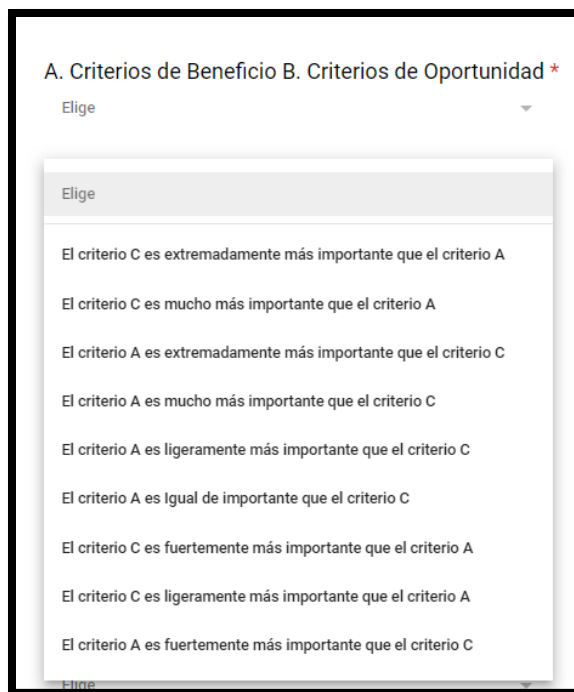 A. Criterios de Beneficio B. Criterios de Oportunidad *
Elige
Elige
El criterio C es extremadamente más importante que el criterio A
El criterio C es mucho más importante que el criterio A
El criterio A es extremadamente más importante que el criterio C
El criterio A es mucho más importante que el criterio C
El criterio A es ligeramente más importante que el criterio C
El criterio A es Igual de importante que el criterio C
El criterio C es fuertemente más importante que el criterio A
El criterio C es ligeramente más importante que el criterio A
El criterio A es fuertemente más importante que el criterio C
Elige